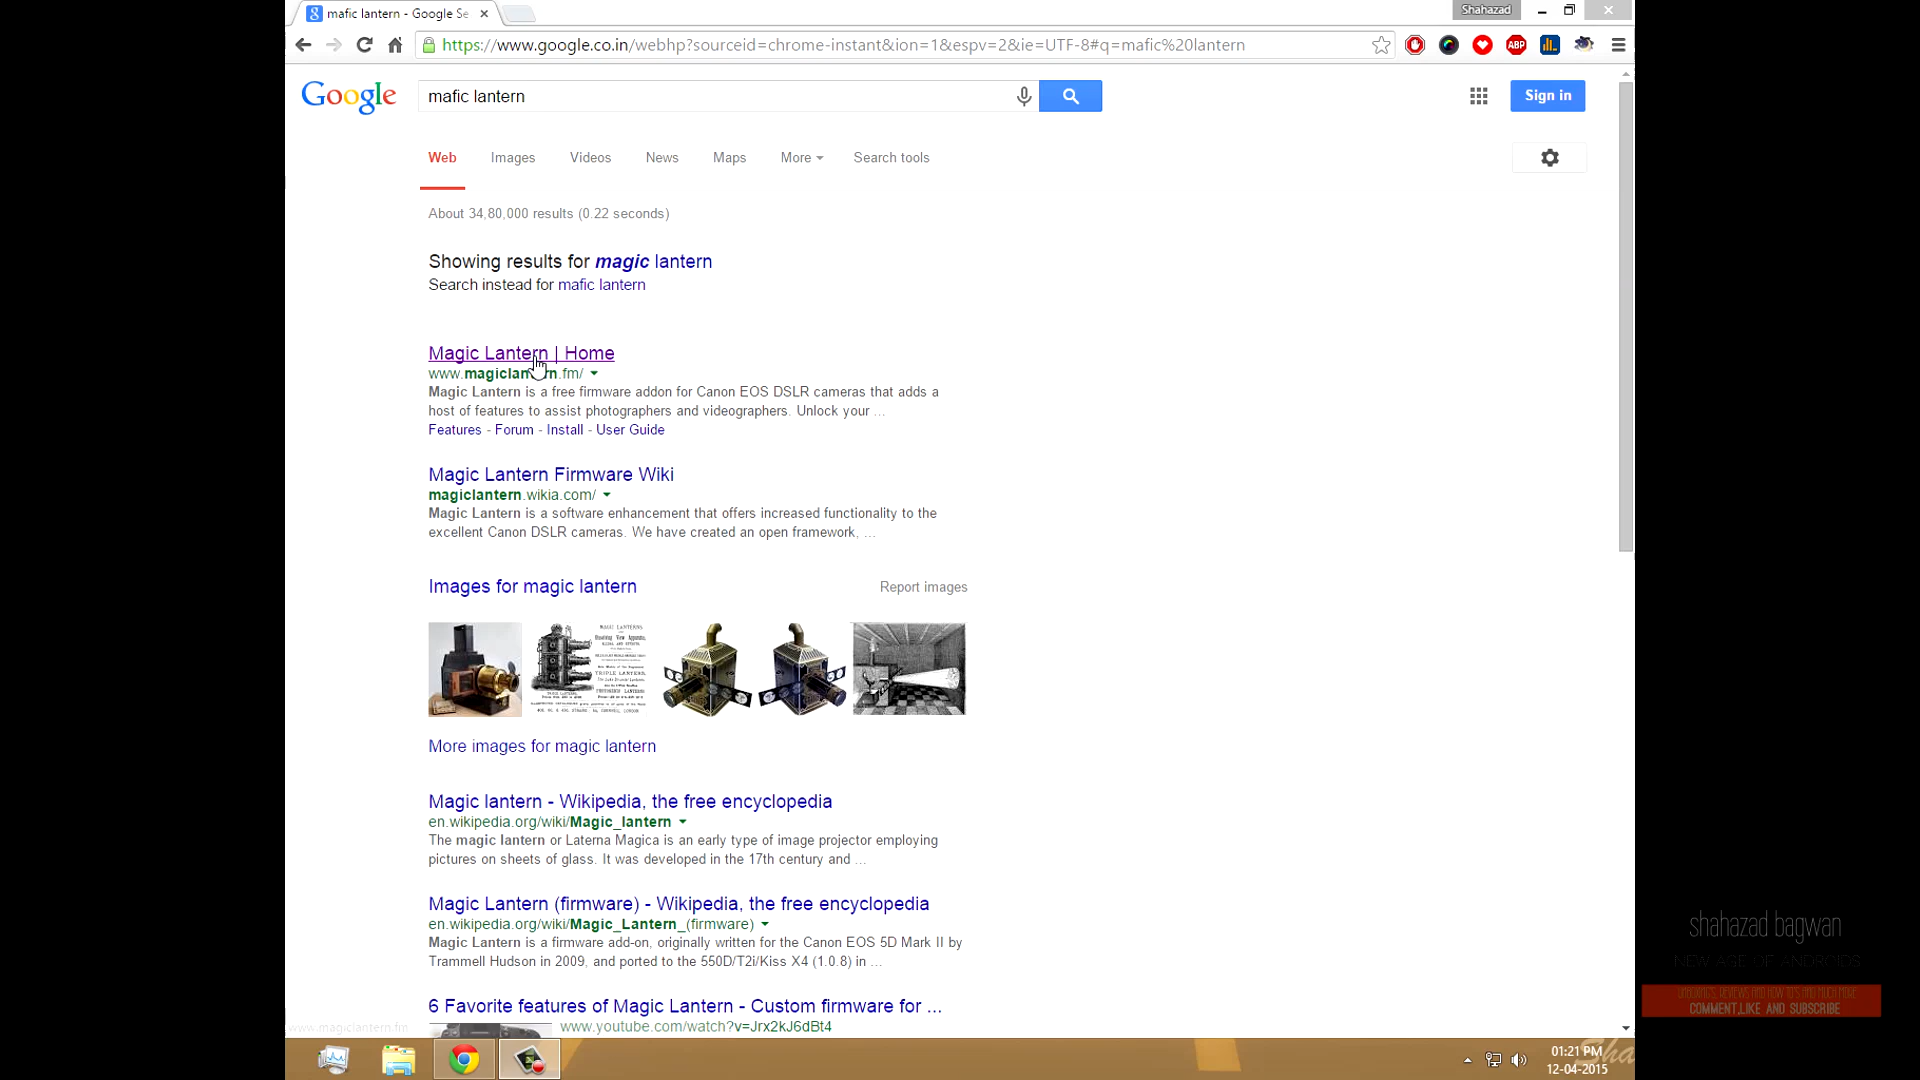 mafic lantern - Google Se
Shahazad
https://www.google.co.in/webhp?sourceid=chrome-instant&ion=1&espv=2&ie=UTF-8#q=mafic%20lantern
ABP
Google
mafic lantern
Sign in
Web Images Videos News Maps More Search tools
About 34,80,000 results (0.22 seconds)
Showing results for magic lantern
Search instead for mafic lantern
Magic Lantern | Home
www.magiclantern.fm/
Magic Lantern is a free firmware addon for Canon EOS DSLR cameras that adds a
host of features to assist photographers and videographers. Unlock your ...
Features - Forum - Install - User Guide
Magic Lantern Firmware Wiki
magiclantern.wikia.com/
Magic Lantern is a software enhancement that offers increased functionality to the
excellent Canon DSLR cameras. We have created an open framework, ...
Images for magic lantern
Report images
More images for magic lantern
Magic lantern - Wikipedia, the free encyclopedia
en.wikipedia.org/wiki/Magic_lantern
The magic lantern or Laterna Magica is an early type of image projector employing
pictures on sheets of glass. It was developed in the 17th century and ...
Magic Lantern (firmware) - Wikipedia, the free encyclopedia
en.wikipedia.org/wiki/Magic_Lantern_(firmware)
Magic Lantern is a firmware add-on, originally written for the Canon EOS 5D Mark II by
Trammell Hudson in 2009, and ported to the 550D/T2i/Kiss X4 (1.0.8) in ...
6 Favorite features of Magic Lantern - Custom firmware for ...
www.youtube.com/watch?v=Jrx2kJ6dBt4
www.magiclantern.fm
shahazad bagwan
NEW AGE OF ANDROIDS
COMMENT,LIKE AND SUBSCRIBE
01:21 PM
12-04-2015